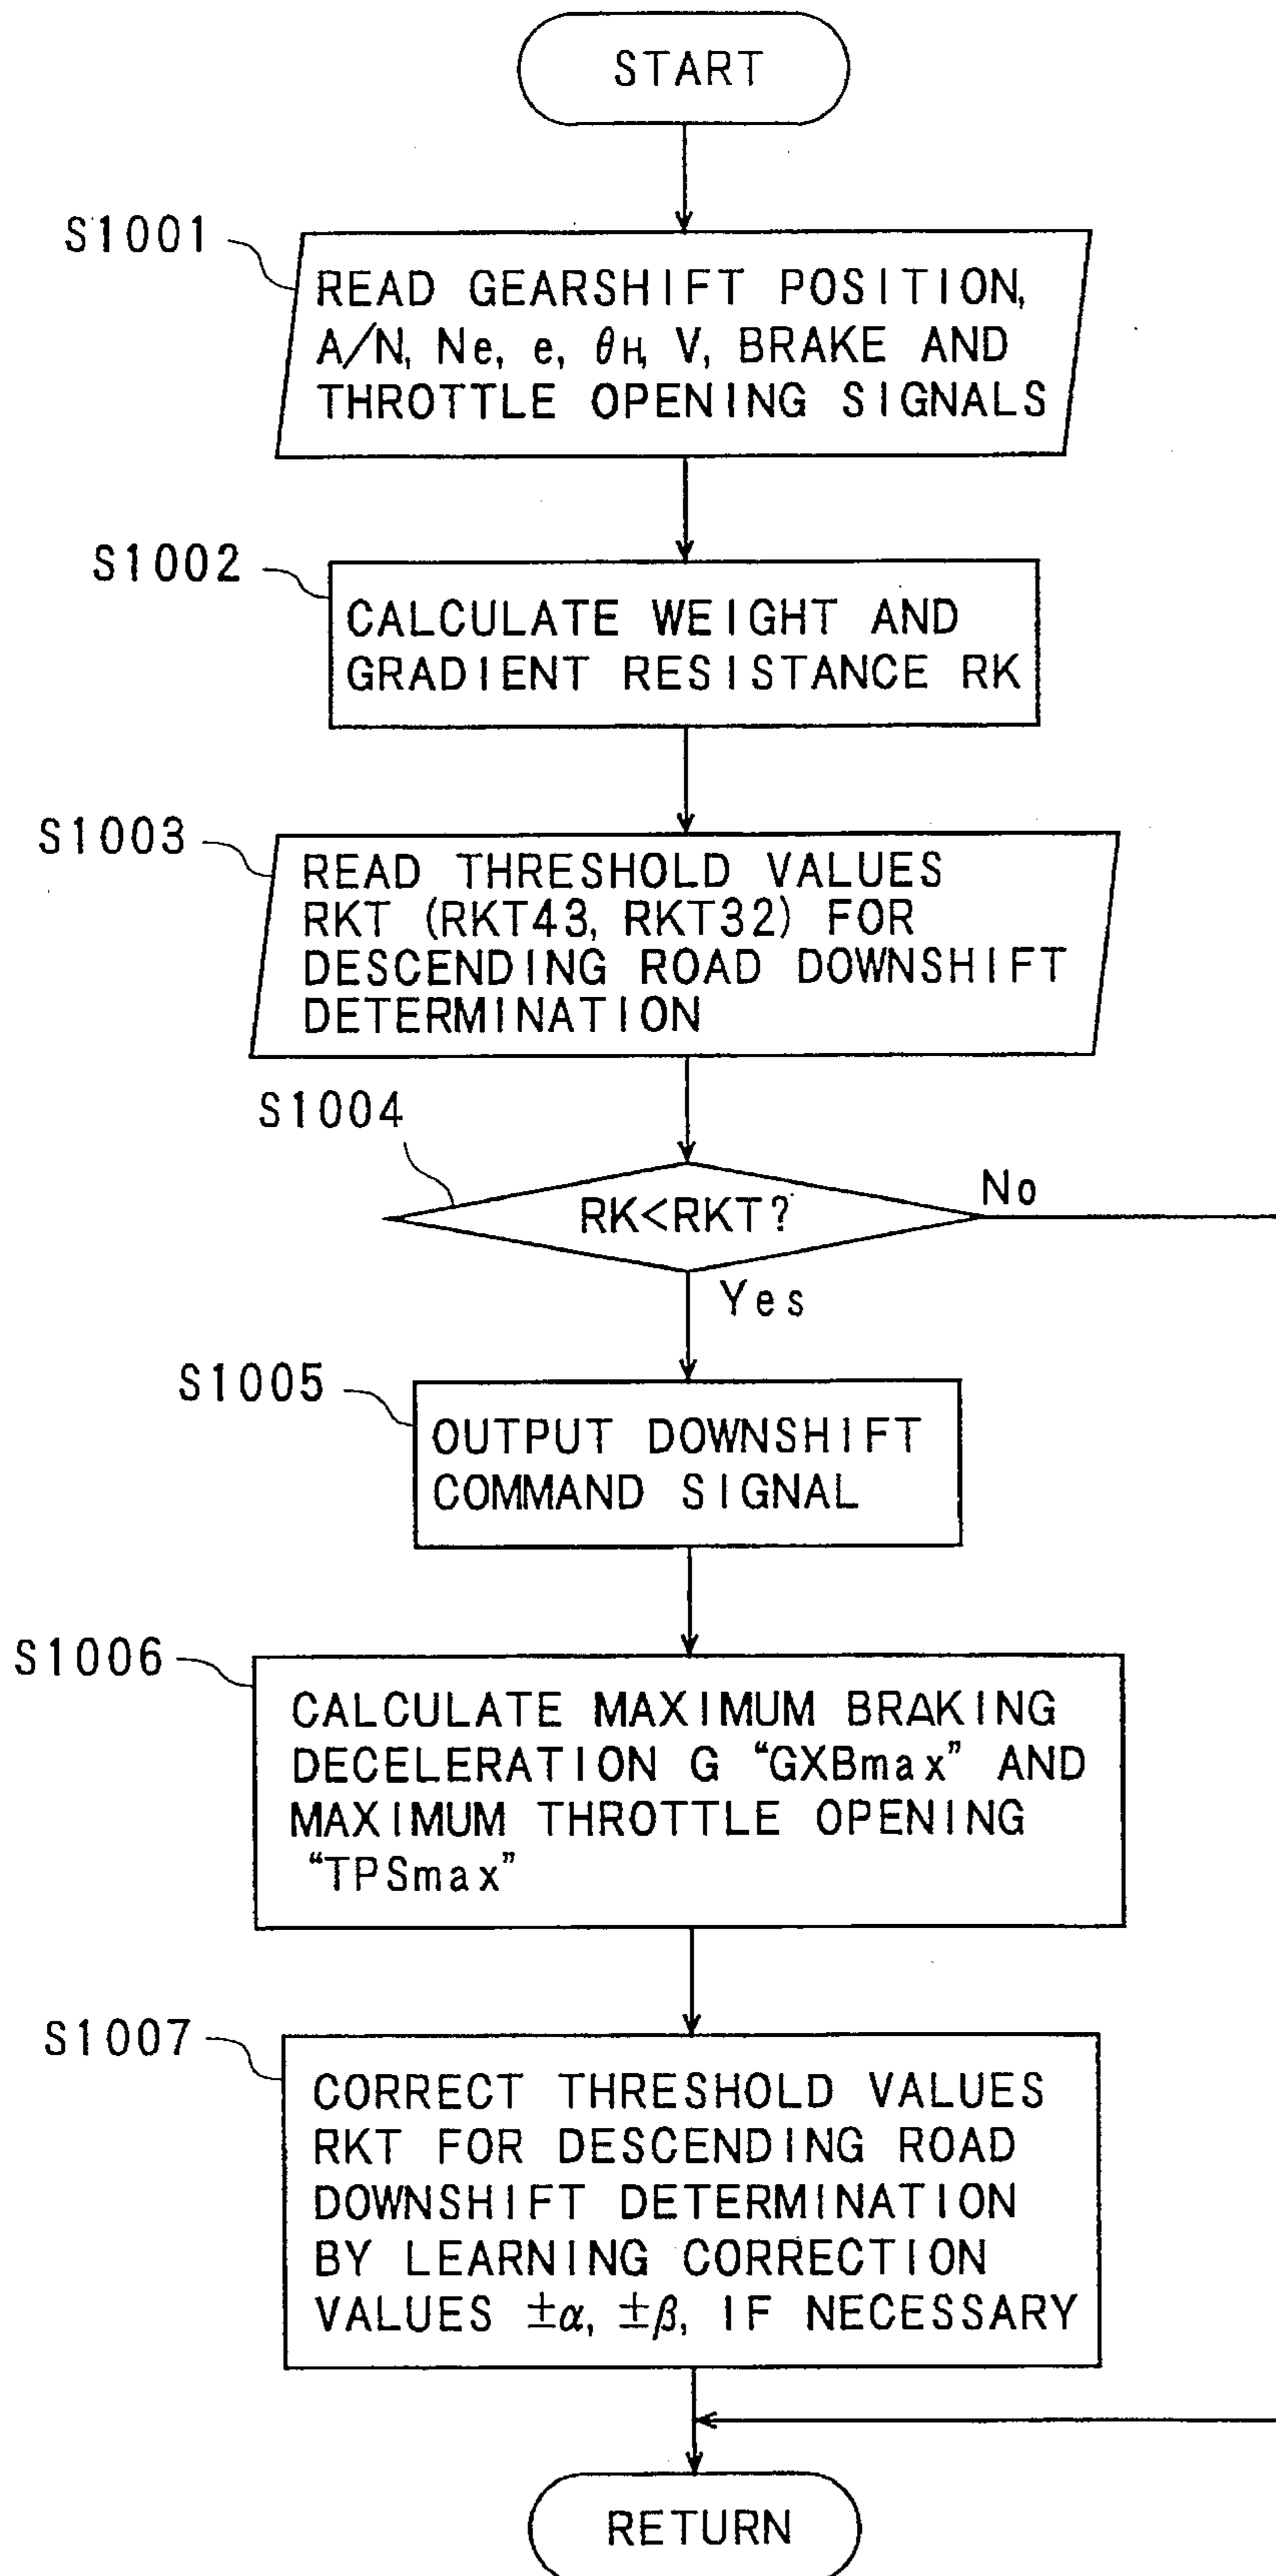 START
S1001
READ GEARSHIFT POSITION,
A/N, Ne, e, θH, V, BRAKE AND
THROTTLE OPENING SIGNALS
S1002
CALCULATE WEIGHT AND
GRADIENT RESISTANCE RK
S1003
READ THRESHOLD VALUES
RKT (RKT43, RKT32) FOR
DESCENDING ROAD DOWNSHIFT
DETERMINATION
S1004
RK<RKT?
No
Yes
S1005
OUTPUT DOWNSHIFT
COMMAND SIGNAL
S1006
CALCULATE MAXIMUM BRAKING
DECELERATION G “GXBmax” AND
MAXIMUM THROTTLE OPENING
“TPSmax”
S1007
CORRECT THRESHOLD VALUES
RKT FOR DESCENDING ROAD
DOWNSHIFT DETERMINATION
BY LEARNING CORRECTION
VALUES ±α, ±β, IF NECESSARY
RETURN